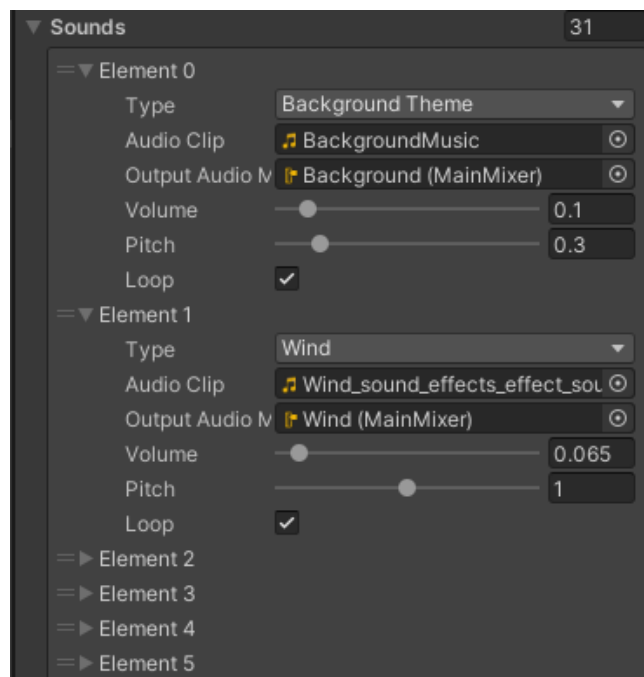 Sounds 31
Element 0
Type Background Theme
Audio Clip BackgroundMusic
Output Audio M Background (MainMixer)
Volume 0.1
Pitch 0.3
Loop
Element 1
Type Wind
Audio Clip Wind_sound_effects_effect_sou
Output Audio M Wind (MainMixer)
Volume 0.065
Pitch 1
Loop
Element 2
Element 3
Element 4
Element 5